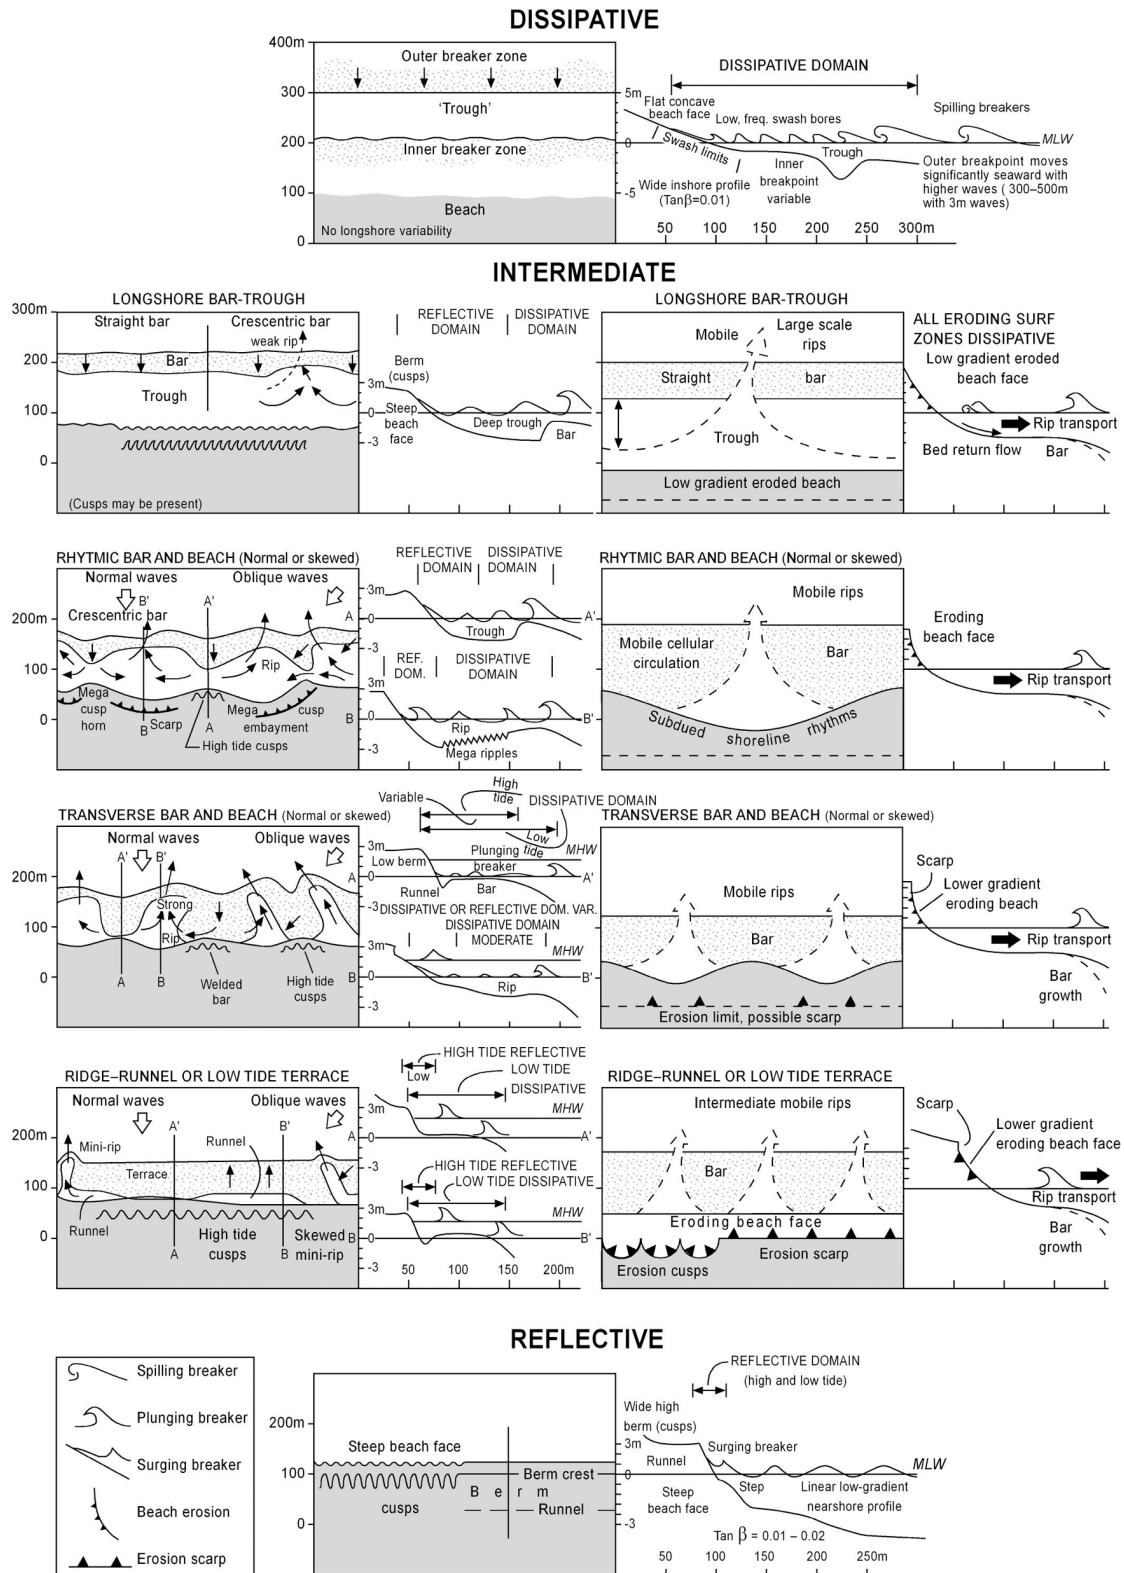 DISSIPATIVE
400m
300
200
100
0
Outer breaker zone
'Trough'
Inner breaker zone
Beach
No longshore variability
5m
0
-5
DISSIPATIVE DOMAIN
Flat concave
beach face
Low, freq. swash bores
Spilling breakers
MLW
Swash limits
Trough
Wide inshore profile
(Tanβ=0.01)
Inner
breakpoint
variable
Outer breakpoint moves
significantly seaward with
higher waves ( 300–500m
with 3m waves)
50 100 150 200 250 300m
INTERMEDIATE
LONGSHORE BAR-TROUGH
300m
200
100
0
Straight bar
Crescentric bar
weak rip
Bar
Trough
(Cusps may be present)
REFLECTIVE
DOMAIN
DISSIPATIVE
DOMAIN
Berm
(cusps)
3m
0
-3
Steep
beach
face
Deep trough
Bar
LONGSHORE BAR-TROUGH
Mobile
Large scale
rips
Straight
bar
Trough
Low gradient eroded beach
ALL ERODING SURF
ZONES DISSIPATIVE
Low gradient eroded
beach face
Rip transport
Bed return flow
Bar
RHYTMIC BAR AND BEACH (Normal or skewed)
Normal waves
Oblique waves
200m
100
0
B'
A'
Crescentric bar
Rip
Mega
cusp
horn
Scarp
B
A
Mega
embayment
cusp
High tide cusps
REFLECTIVE
DOMAIN
DISSIPATIVE
DOMAIN
3m
A
0
-3
A'
Trough
REF.
DOM.
DISSIPATIVE
DOMAIN
3m
B
0
-3
B'
Rip
Mega ripples
RHYTMIC BAR AND BEACH (Normal or skewed)
Mobile rips
Mobile cellular
circulation
Bar
Subdued shoreline rhythms
Eroding
beach face
Rip transport
TRANSVERSE BAR AND BEACH (Normal or skewed)
Normal waves
Oblique waves
200m
100
0
A'
B'
Strong
Rip
A
B
Welded
bar
High tide
cusps
Variable
High
tide
DISSIPATIVE DOMAIN
Low
tide
3m
Low berm
Plunging
breaker
MHW
A
0
A'
Runnel
Bar
-3
DISSIPATIVE OR REFLECTIVE DOM. VAR.
DISSIPATIVE DOMAIN
MODERATE
3m
MHW
B
0
B'
Rip
-3
TRANSVERSE BAR AND BEACH (Normal or skewed)
Mobile rips
Bar
Erosion limit, possible scarp
Scarp
Lower gradient
eroding beach
Rip transport
Bar
growth
RIDGE–RUNNEL OR LOW TIDE TERRACE
Normal waves
Oblique waves
200m
100
0
Mini-rip
A'
Runnel
B'
Terrace
Runnel
A
High tide
cusps
B
Skewed
mini-rip
HIGH TIDE REFLECTIVE
Low
LOW TIDE
DISSIPATIVE
3m
MHW
A
0
A'
-3
HIGH TIDE REFLECTIVE
LOW TIDE DISSIPATIVE
3m
MHW
B
0
B'
-3
50 100 150 200m
RIDGE–RUNNEL OR LOW TIDE TERRACE
Intermediate mobile rips
Bar
Eroding beach face
Erosion scarp
Erosion cusps
Scarp
Lower gradient
eroding beach face
Rip transport
Bar
growth
REFLECTIVE
Spilling breaker
Plunging breaker
Surging breaker
Beach erosion
Erosion scarp
200m
100
0
Steep beach face
Berm crest
Berm
cusps
Runnel
REFLECTIVE DOMAIN
(high and low tide)
Wide high
berm (cusps)
3m
0
-3
Surging breaker
MLW
Runnel
Steep
beach face
Step
Linear low-gradient
nearshore profile
Tan β = 0.01 – 0.02
50 100 150 200 250m